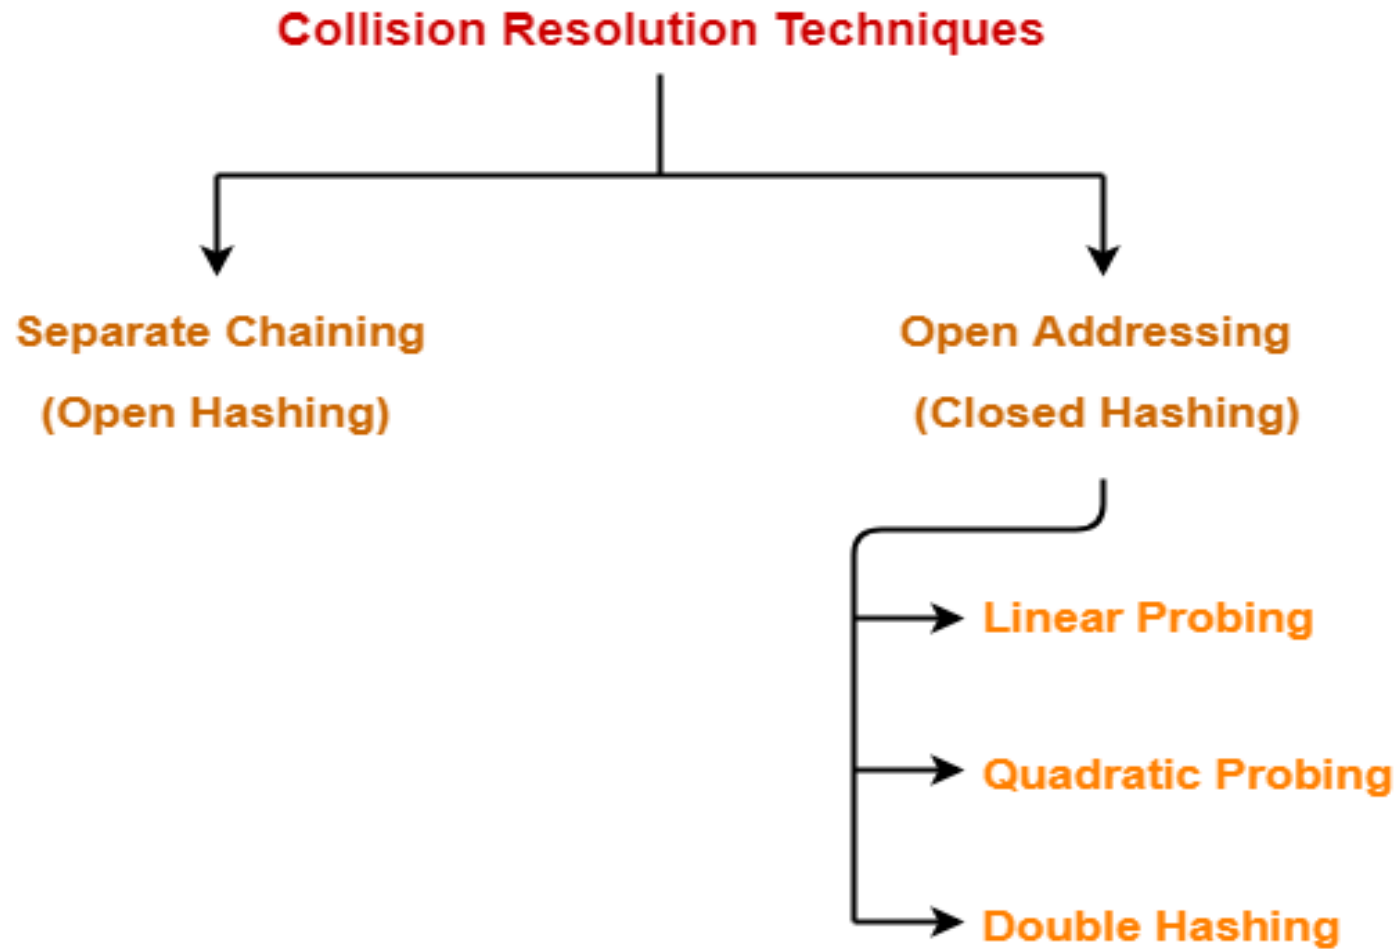 Collision Resolution Techniques
Separate Chaining
(Open Hashing)
Open Addressing
(Closed Hashing)
Linear Probing
Quadratic Probing
Double Hashing